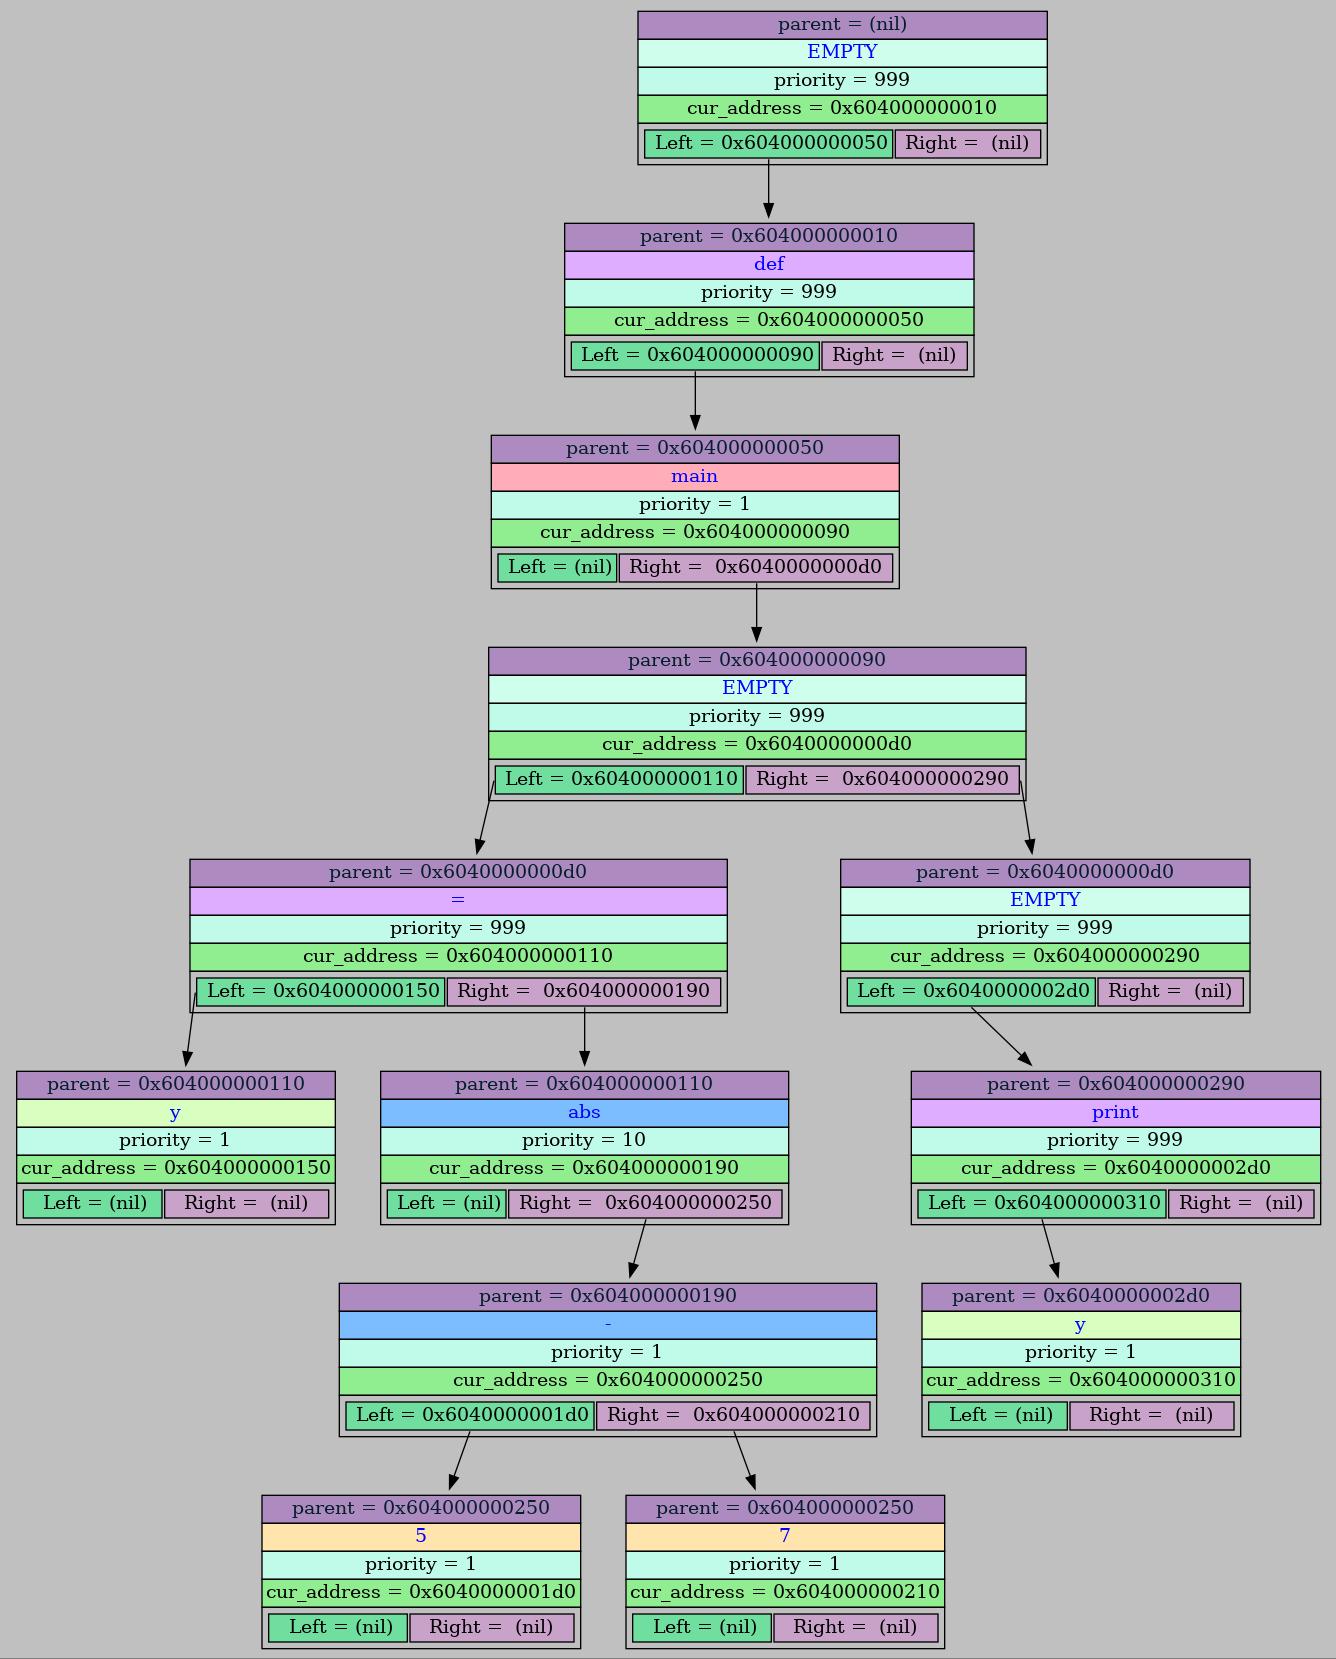 parent = (nil)
EMPTY
priority = 999
cur_address = 0x604000000010
Left = 0x604000000050 Right = (nil)
parent = 0x604000000010
def
priority = 999
cur_address = 0x604000000050
Left = 0x604000000090 Right = (nil)
parent = 0x604000000050
main
priority = 1
cur_address = 0x604000000090
Left = (nil) Right = 0x6040000000d0
parent = 0x604000000090
EMPTY
priority = 999
cur_address = 0x6040000000d0
Left = 0x604000000110 Right = 0x604000000290
parent = 0x6040000000d0
=
priority = 999
cur_address = 0x604000000110
Left = 0x604000000150 Right = 0x604000000190
parent = 0x6040000000d0
EMPTY
priority = 999
cur_address = 0x604000000290
Left = 0x6040000002d0 Right = (nil)
parent = 0x604000000110
y
priority = 1
cur_address = 0x604000000150
Left = (nil) Right = (nil)
parent = 0x604000000110
abs
priority = 10
cur_address = 0x604000000190
Left = (nil) Right = 0x604000000250
parent = 0x604000000290
print
priority = 999
cur_address = 0x6040000002d0
Left = 0x604000000310 Right = (nil)
parent = 0x604000000190
-
priority = 1
cur_address = 0x604000000250
Left = 0x6040000001d0 Right = 0x604000000210
parent = 0x6040000002d0
y
priority = 1
cur_address = 0x604000000310
Left = (nil) Right = (nil)
parent = 0x604000000250
5
priority = 1
cur_address = 0x6040000001d0
Left = (nil) Right = (nil)
parent = 0x604000000250
7
priority = 1
cur_address = 0x604000000210
Left = (nil) Right = (nil)